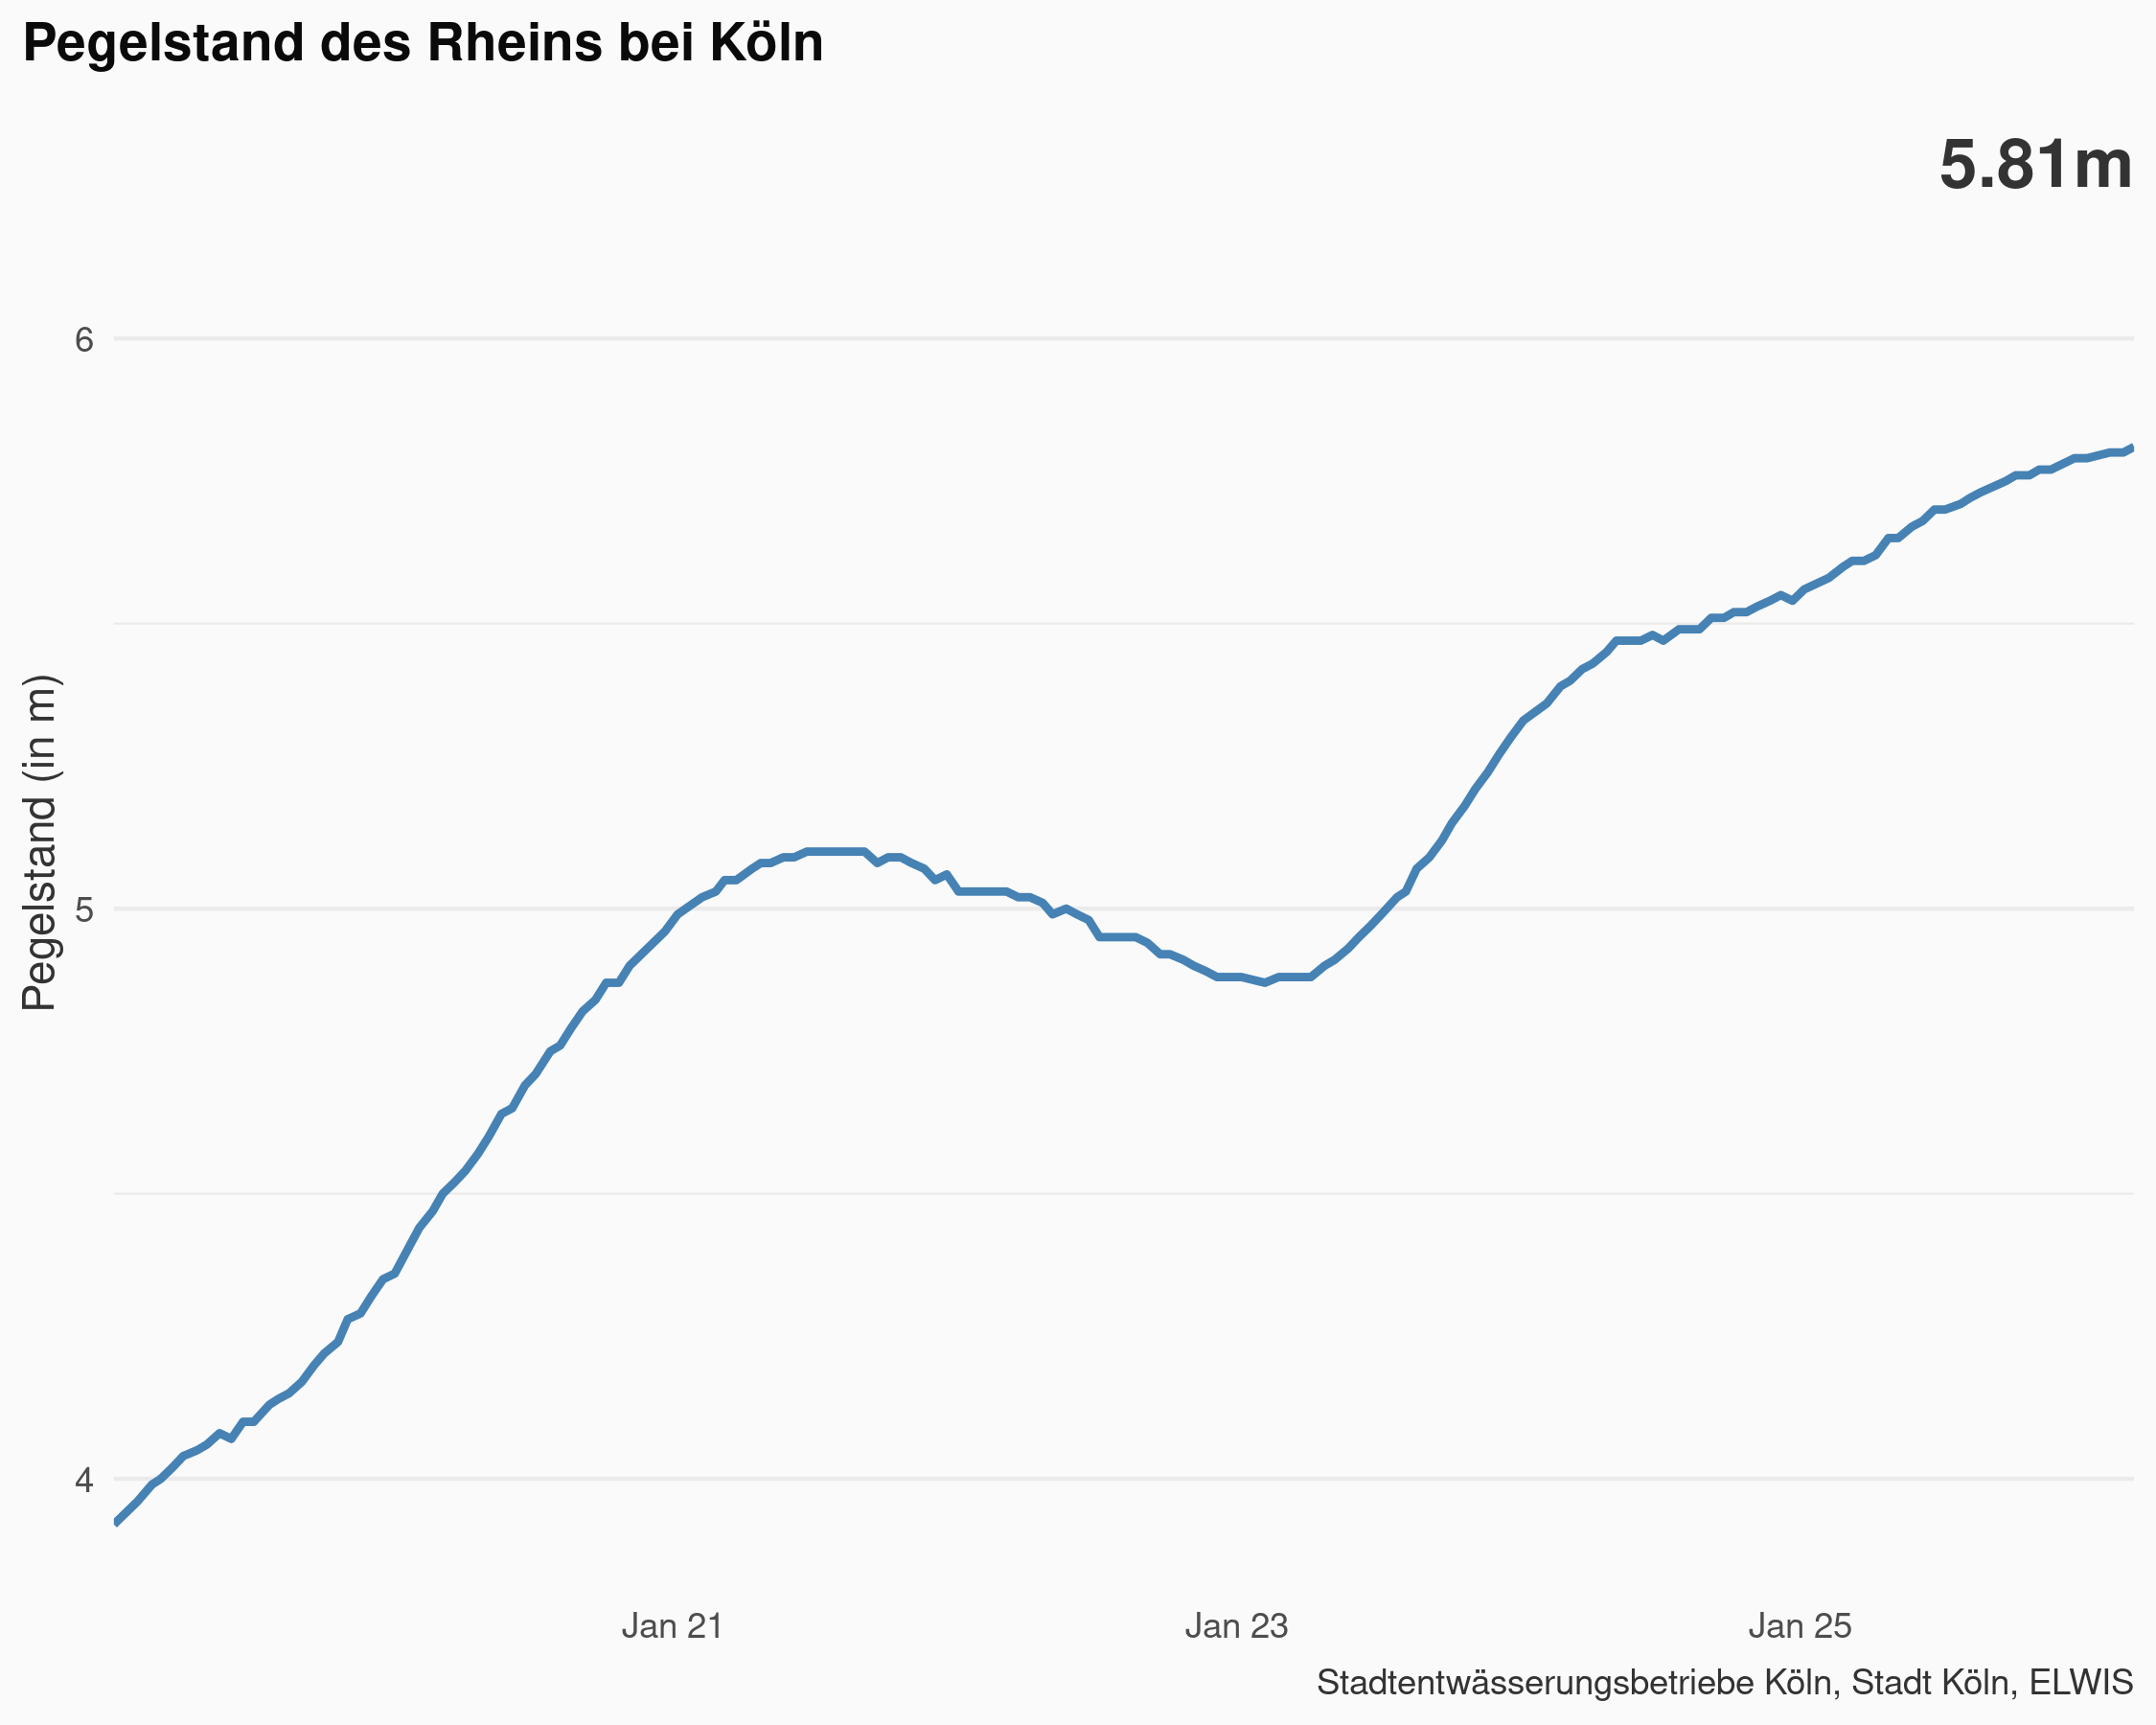 Pegelstand des Rheins bei Köln
5.81m
Pegelstand (in m)
6
5
4
Jan 21
Jan 23
Jan 25
Stadtentwässerungsbetriebe Köln, Stadt Köln, ELWIS